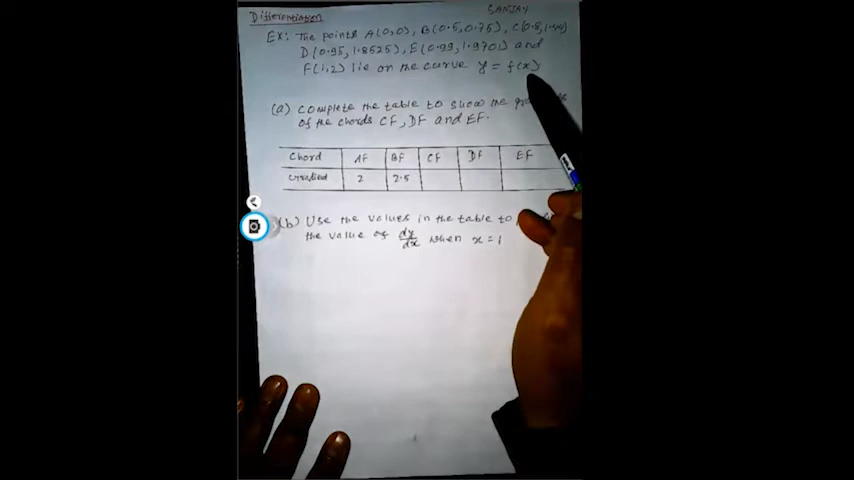 Differentiation
SANJAY
EX: The points A(0,0), B(0.5,0.75), C(0.8,1.44)
D(0.95,1.8525), E(0.99,1.9701) and
F(1,2) lie on the curve y = f(x)
(a) Complete the table to show the
of the chords CF, DF and EF.
Chord AF BF CF DF EF
Gradient 2 2.5
(b) Use the values in the table to
the value of dy/dx when x = 1